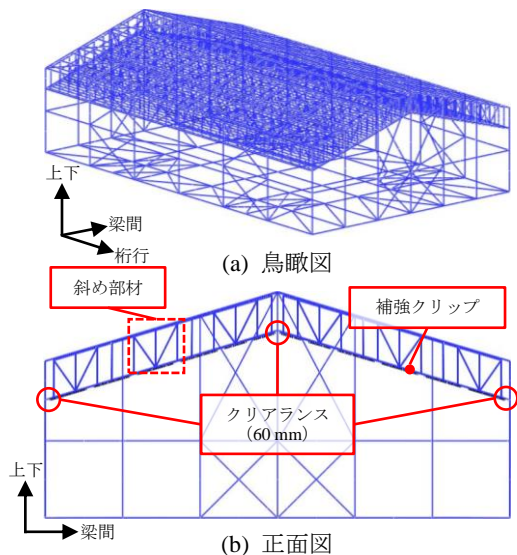 上下
梁間
桁行
(a) 鳥瞰図
斜め部材
補強クリップ
クリアランス
（60 mm）
上下
梁間
(b) 正面図